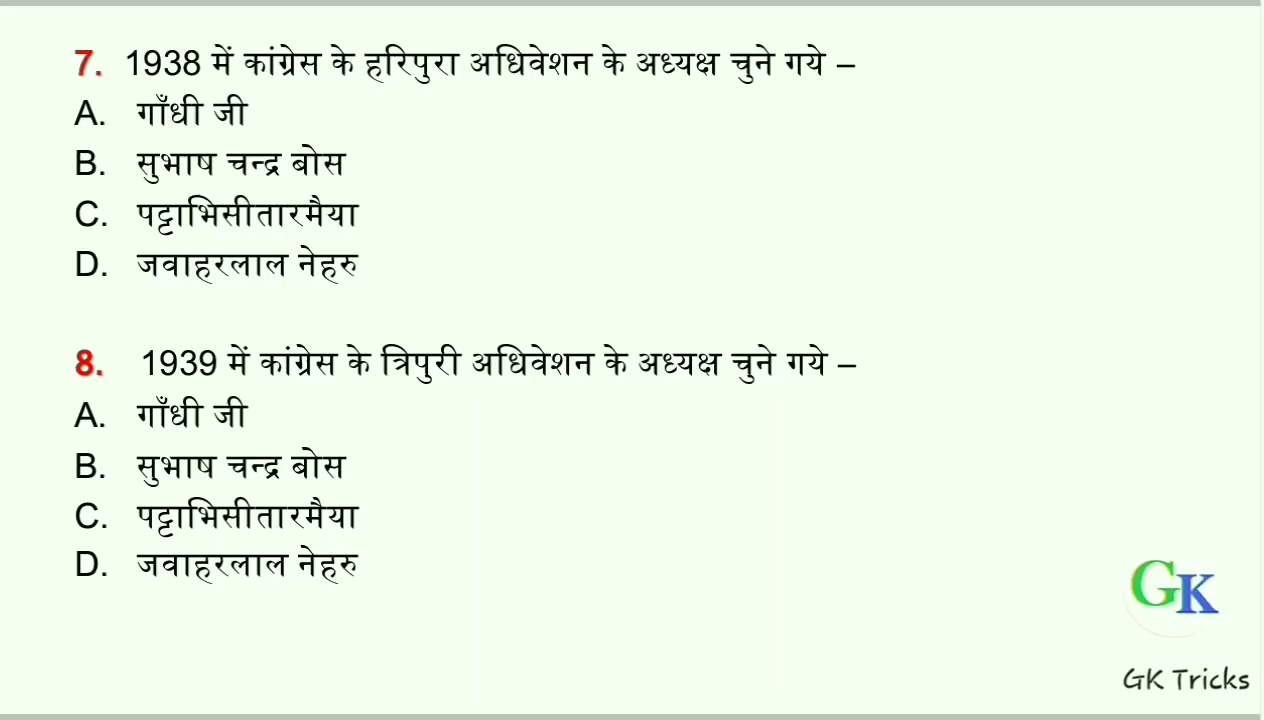 7. 1938 में कांग्रेस के हरिपुरा अधिवेशन के अध्यक्ष चुने गये –
A. गाँधी जी
B. सुभाष चन्द्र बोस
C. पट्टाभिसीतारमैया
D. जवाहरलाल नेहरु
8. 1939 में कांग्रेस के त्रिपुरी अधिवेशन के अध्यक्ष चुने गये –
A. गाँधी जी
B. सुभाष चन्द्र बोस
C. पट्टाभिसीतारमैया
D. जवाहरलाल नेहरु
GK
GK Tricks